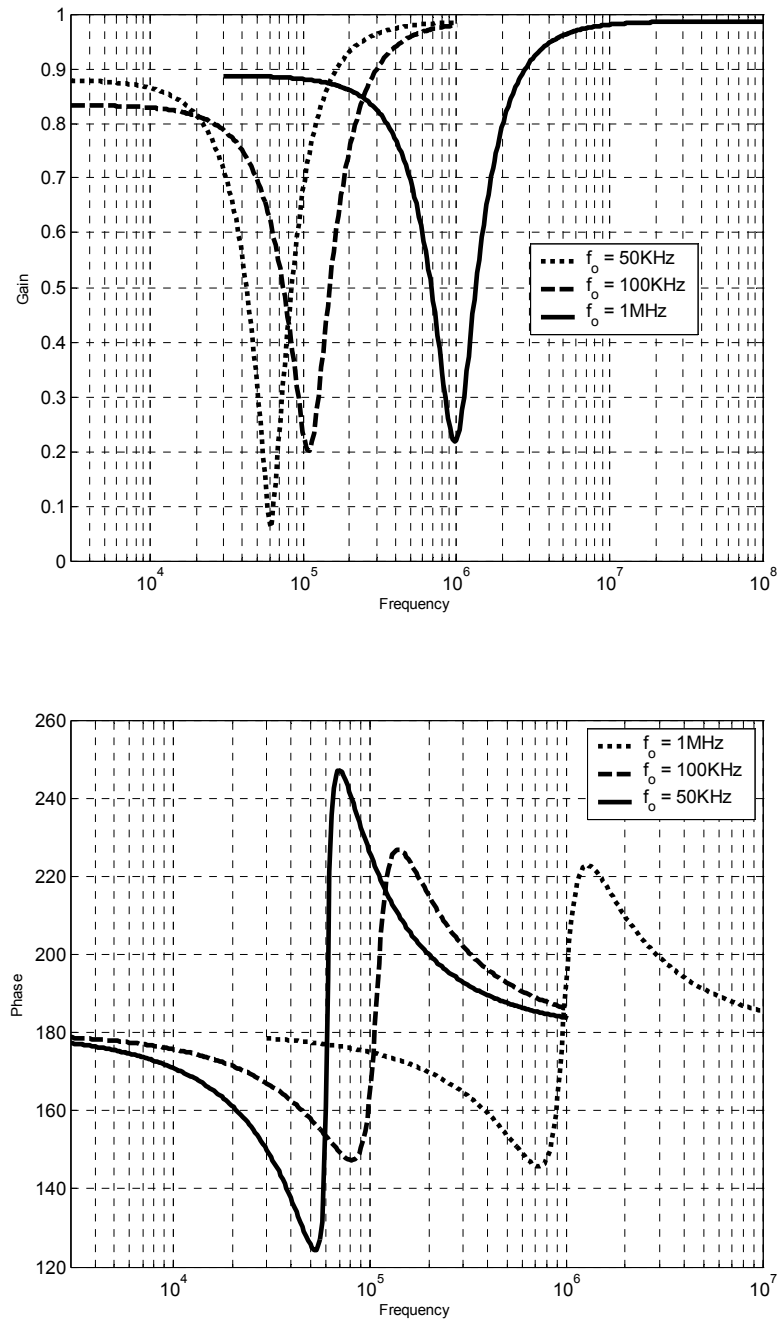 1
0.9
0.8
0.7
0.6
0.5
0.4
0.3
0.2
0.1
0
Gain
f_o = 50KHz
f_o = 100KHz
f_o = 1MHz
10^4
10^5
10^6
10^7
10^8
Frequency
260
240
220
200
180
160
140
120
Phase
f_o = 1MHz
f_o = 100KHz
f_o = 50KHz
10^4
10^5
10^6
10^7
Frequency